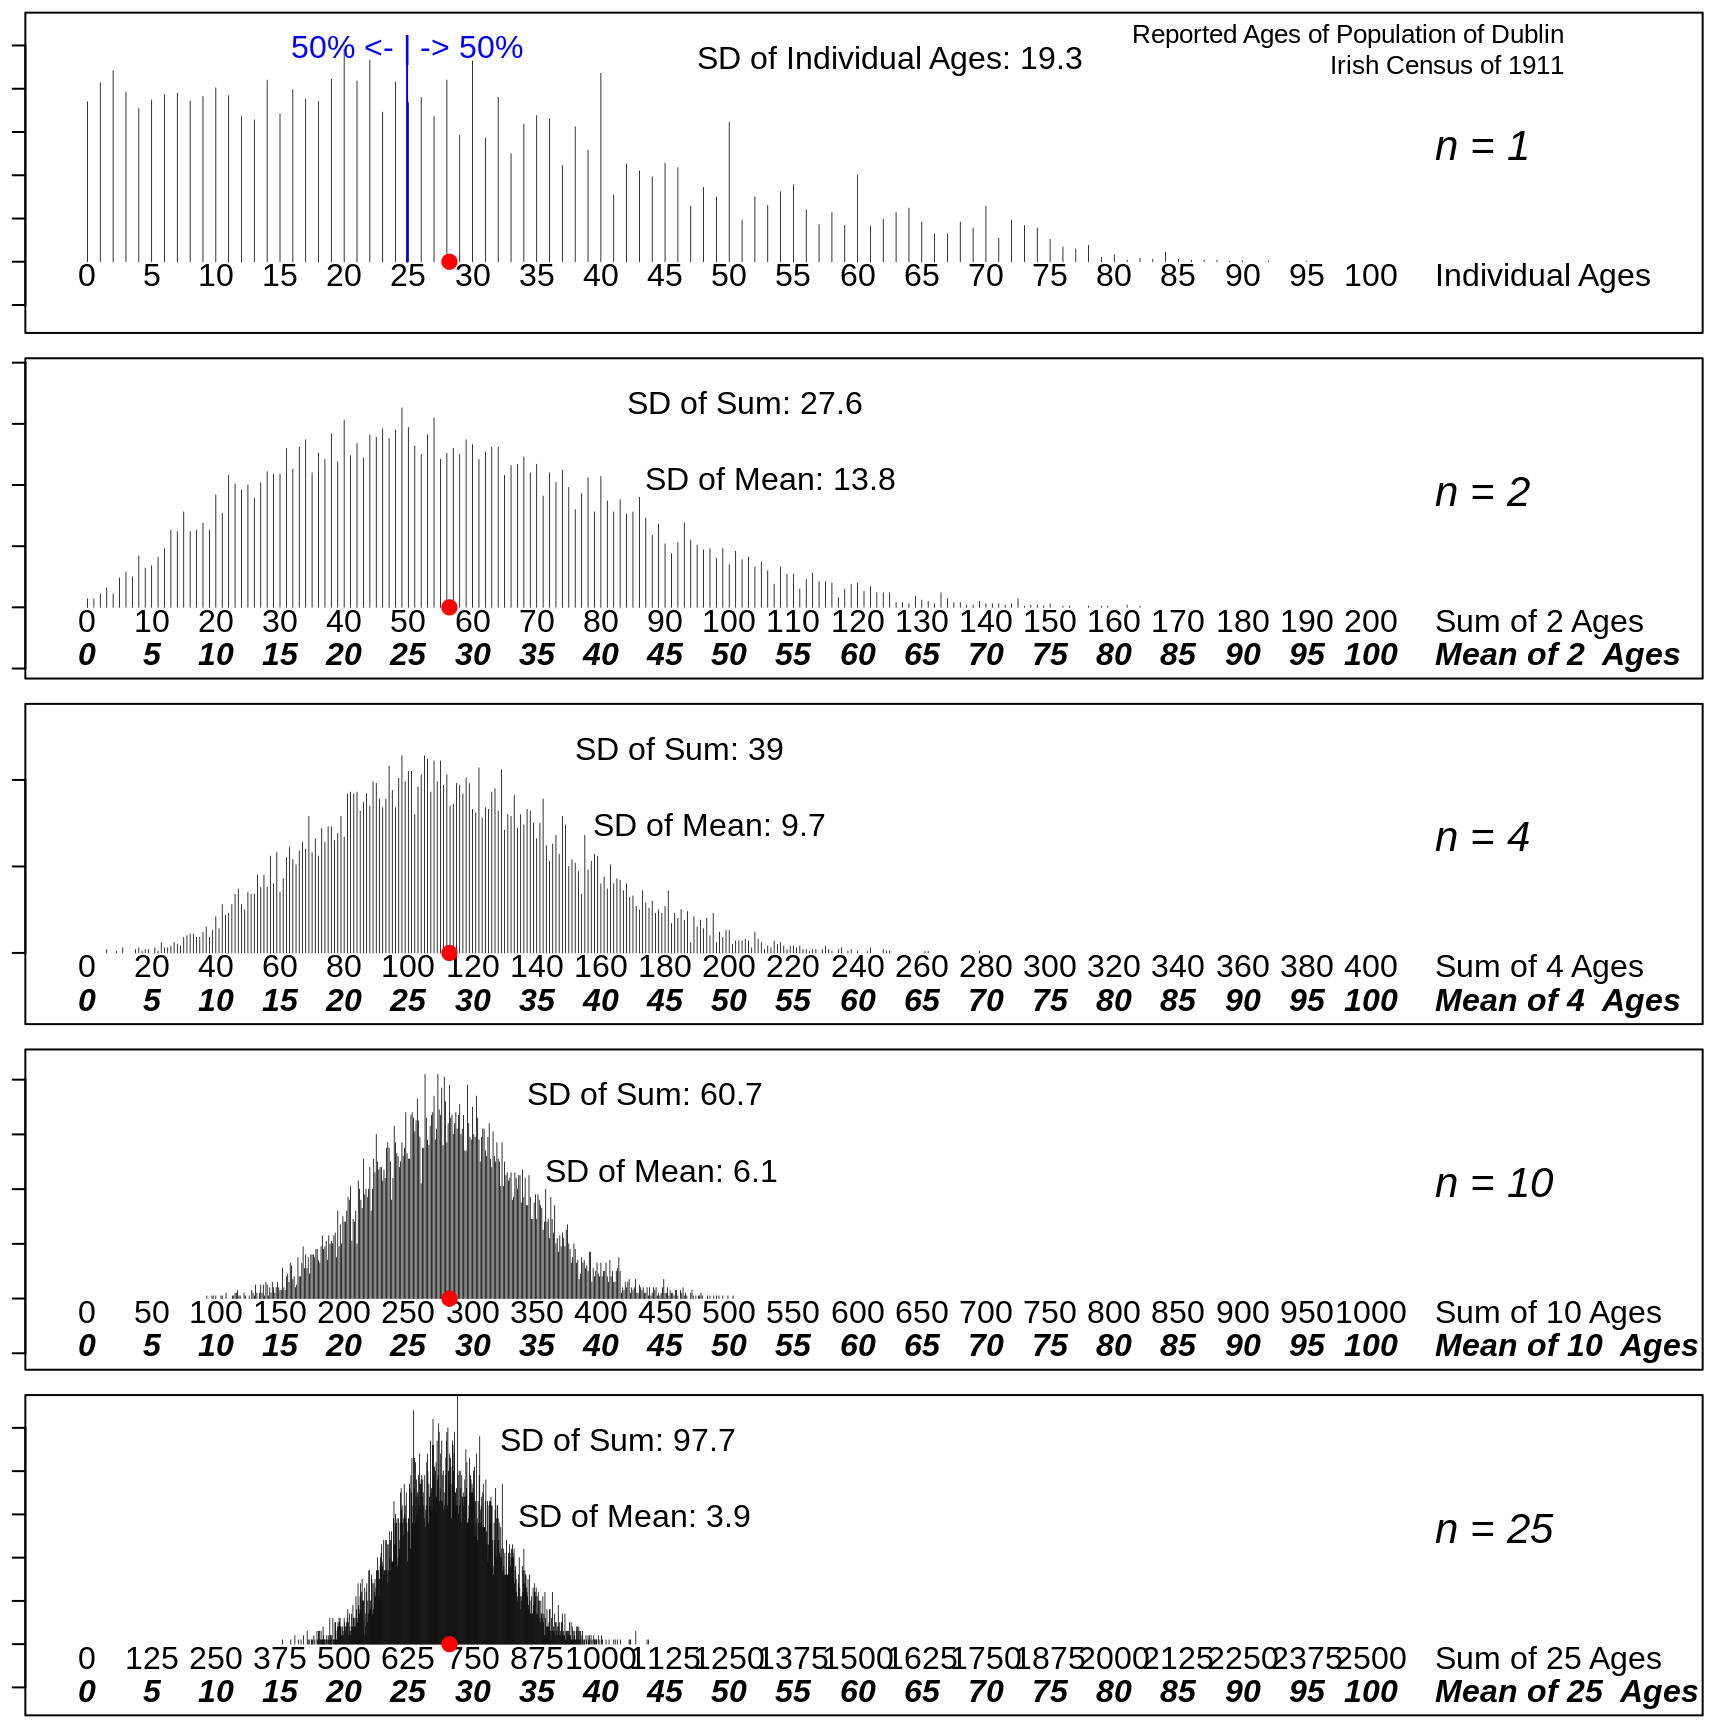 50% <- | -> 50%
SD of Individual Ages: 19.3
Reported Ages of Population of Dublin
Irish Census of 1911
n = 1
0 5 10 15 20 25 30 35 40 45 50 55 60 65 70 75 80 85 90 95 100 Individual Ages
SD of Sum: 27.6
SD of Mean: 13.8
n = 2
0 10 20 30 40 50 60 70 80 90 100 110 120 130 140 150 160 170 180 190 200 Sum of 2 Ages
0 5 10 15 20 25 30 35 40 45 50 55 60 65 70 75 80 85 90 95 100 Mean of 2 Ages
SD of Sum: 39
SD of Mean: 9.7
n = 4
0 20 40 60 80 100 120 140 160 180 200 220 240 260 280 300 320 340 360 380 400 Sum of 4 Ages
0 5 10 15 20 25 30 35 40 45 50 55 60 65 70 75 80 85 90 95 100 Mean of 4 Ages
SD of Sum: 60.7
SD of Mean: 6.1
n = 10
0 50 100 150 200 250 300 350 400 450 500 550 600 650 700 750 800 850 900 950 1000 Sum of 10 Ages
0 5 10 15 20 25 30 35 40 45 50 55 60 65 70 75 80 85 90 95 100 Mean of 10 Ages
SD of Sum: 97.7
SD of Mean: 3.9
n = 25
0 125 250 375 500 625 750 875 1000 1125 1250 1375 1500 1625 1750 1875 2000 2125 2250 2375 2500 Sum of 25 Ages
0 5 10 15 20 25 30 35 40 45 50 55 60 65 70 75 80 85 90 95 100 Mean of 25 Ages